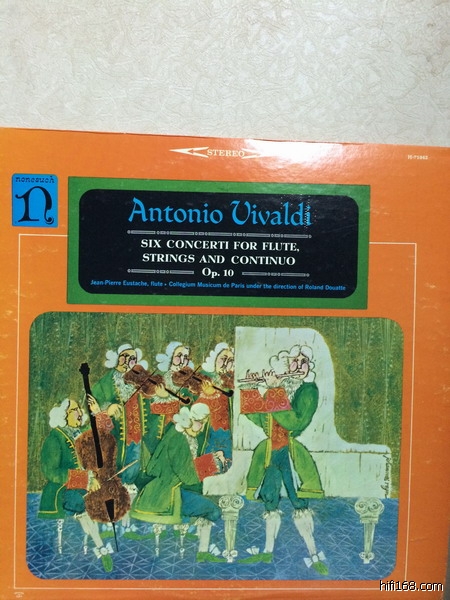 STEREO
nonesuch
n
Antonio Vivaldi
SIX CONCERTI FOR FLUTE,
STRINGS AND CONTINUO
Op. 10
Jean-Pierre Eustache, flute • Collegium Musicum de Paris under the direction of Roland Douatte
hifi168.com